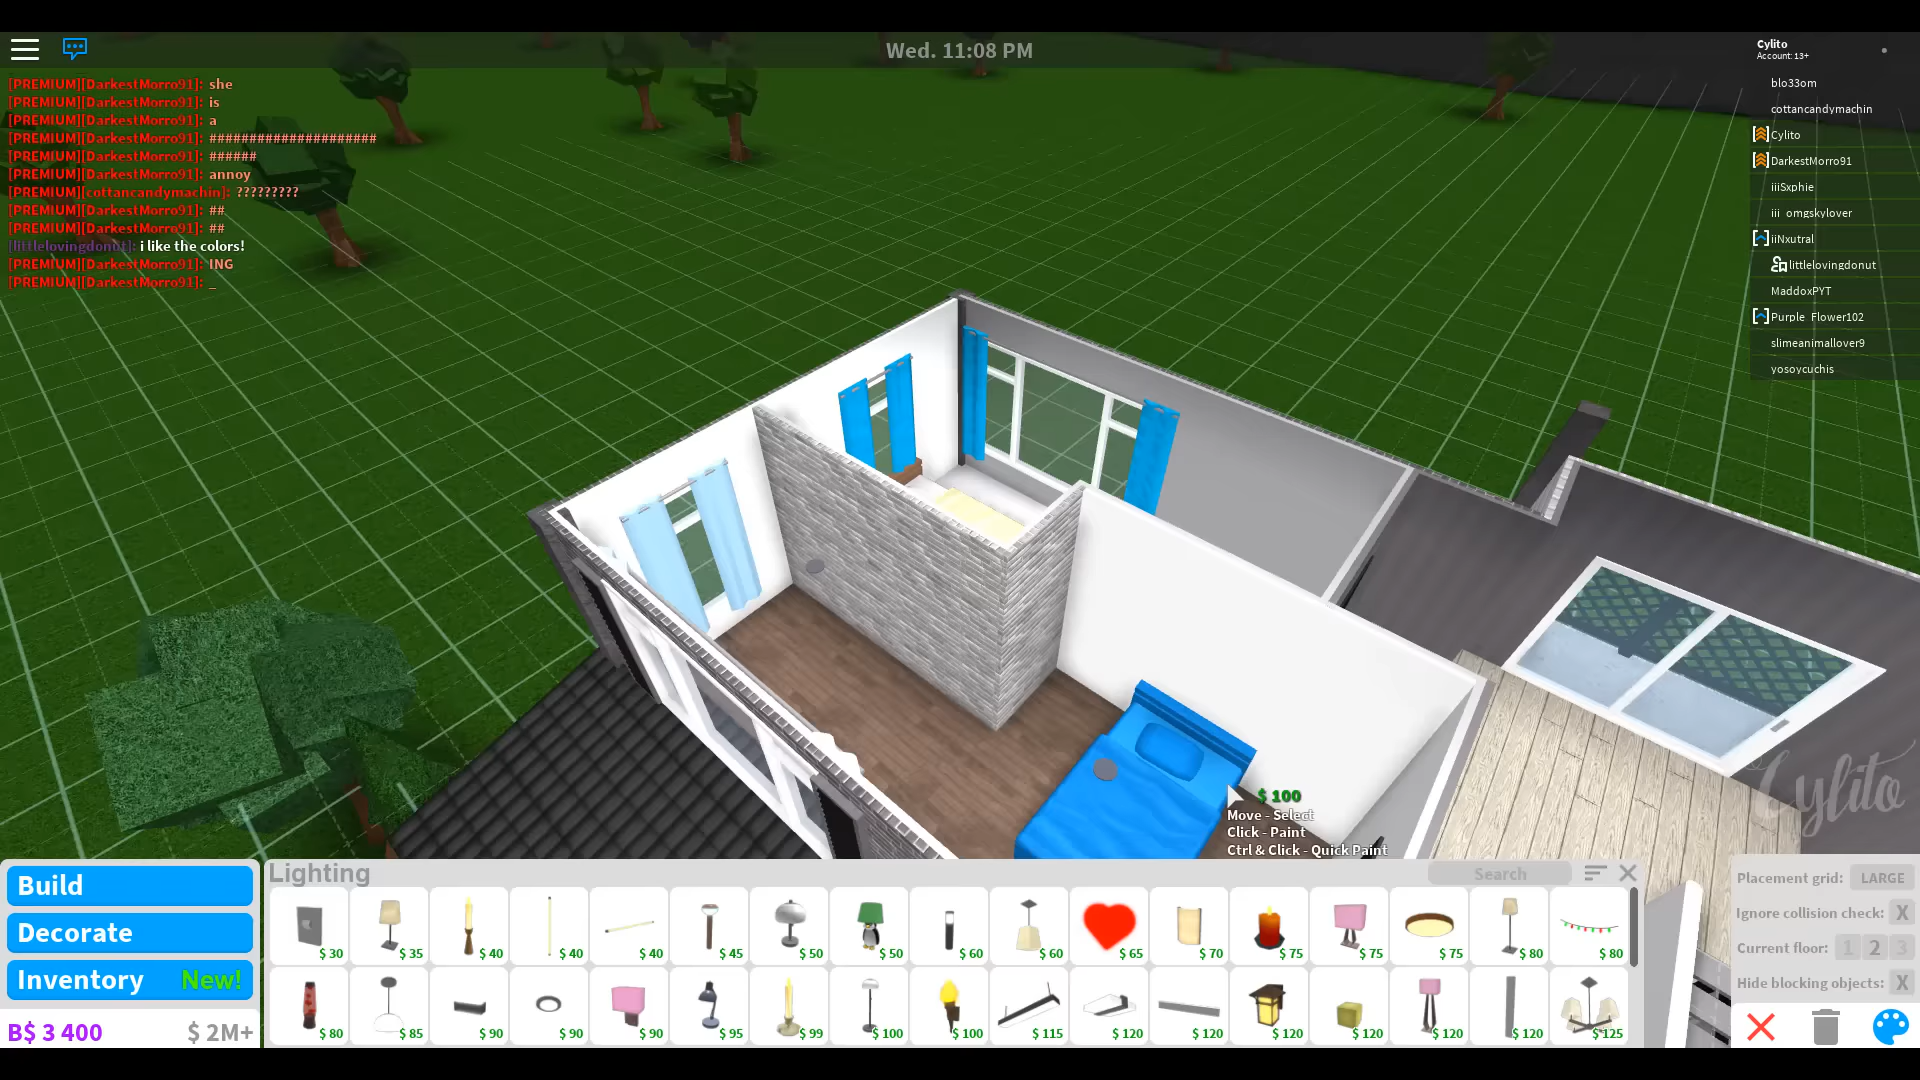 Wed. 11:08 PM
Cylito
Account: 13+
[PREMIUM][DarkestMorro91]: she
[PREMIUM][DarkestMorro91]: is
[PREMIUM][DarkestMorro91]: a
[PREMIUM][DarkestMorro91]: #####################
[PREMIUM][DarkestMorro91]: ######
[PREMIUM][DarkestMorro91]: annoy
[PREMIUM][cottancandymachin]: ?????????
[PREMIUM][DarkestMorro91]: ##
[PREMIUM][DarkestMorro91]: ##
[littlelovingdonut]: i like the colors!
[PREMIUM][DarkestMorro91]: ING
[PREMIUM][DarkestMorro91]: _
blo33om
cottancandymachin
Cylito
DarkestMorro91
iiiSxphie
iii_omgskylover
iiNxutral
littlelovingdonut
MaddoxPYT
Purple_Flower102
slimeanimallover9
yosoycuchis
$ 100
Move - Select
Click - Paint
Ctrl & Click - Quick Paint
Cylito
Build
Decorate
Inventory New!
B$ 3 400 $ 2M+
Lighting Search
$ 30 $ 35 $ 40 $ 40 $ 40 $ 45 $ 50 $ 50 $ 60 $ 60 $ 65 $ 70 $ 75 $ 75 $ 75 $ 80 $ 80
$ 80 $ 85 $ 90 $ 90 $ 90 $ 95 $ 99 $ 100 $ 100 $ 115 $ 120 $ 120 $ 120 $ 120 $ 120 $ 120 $ 125
Placement grid: LARGE
Ignore collision check: X
Current floor: 1 2 3
Hide blocking objects: X